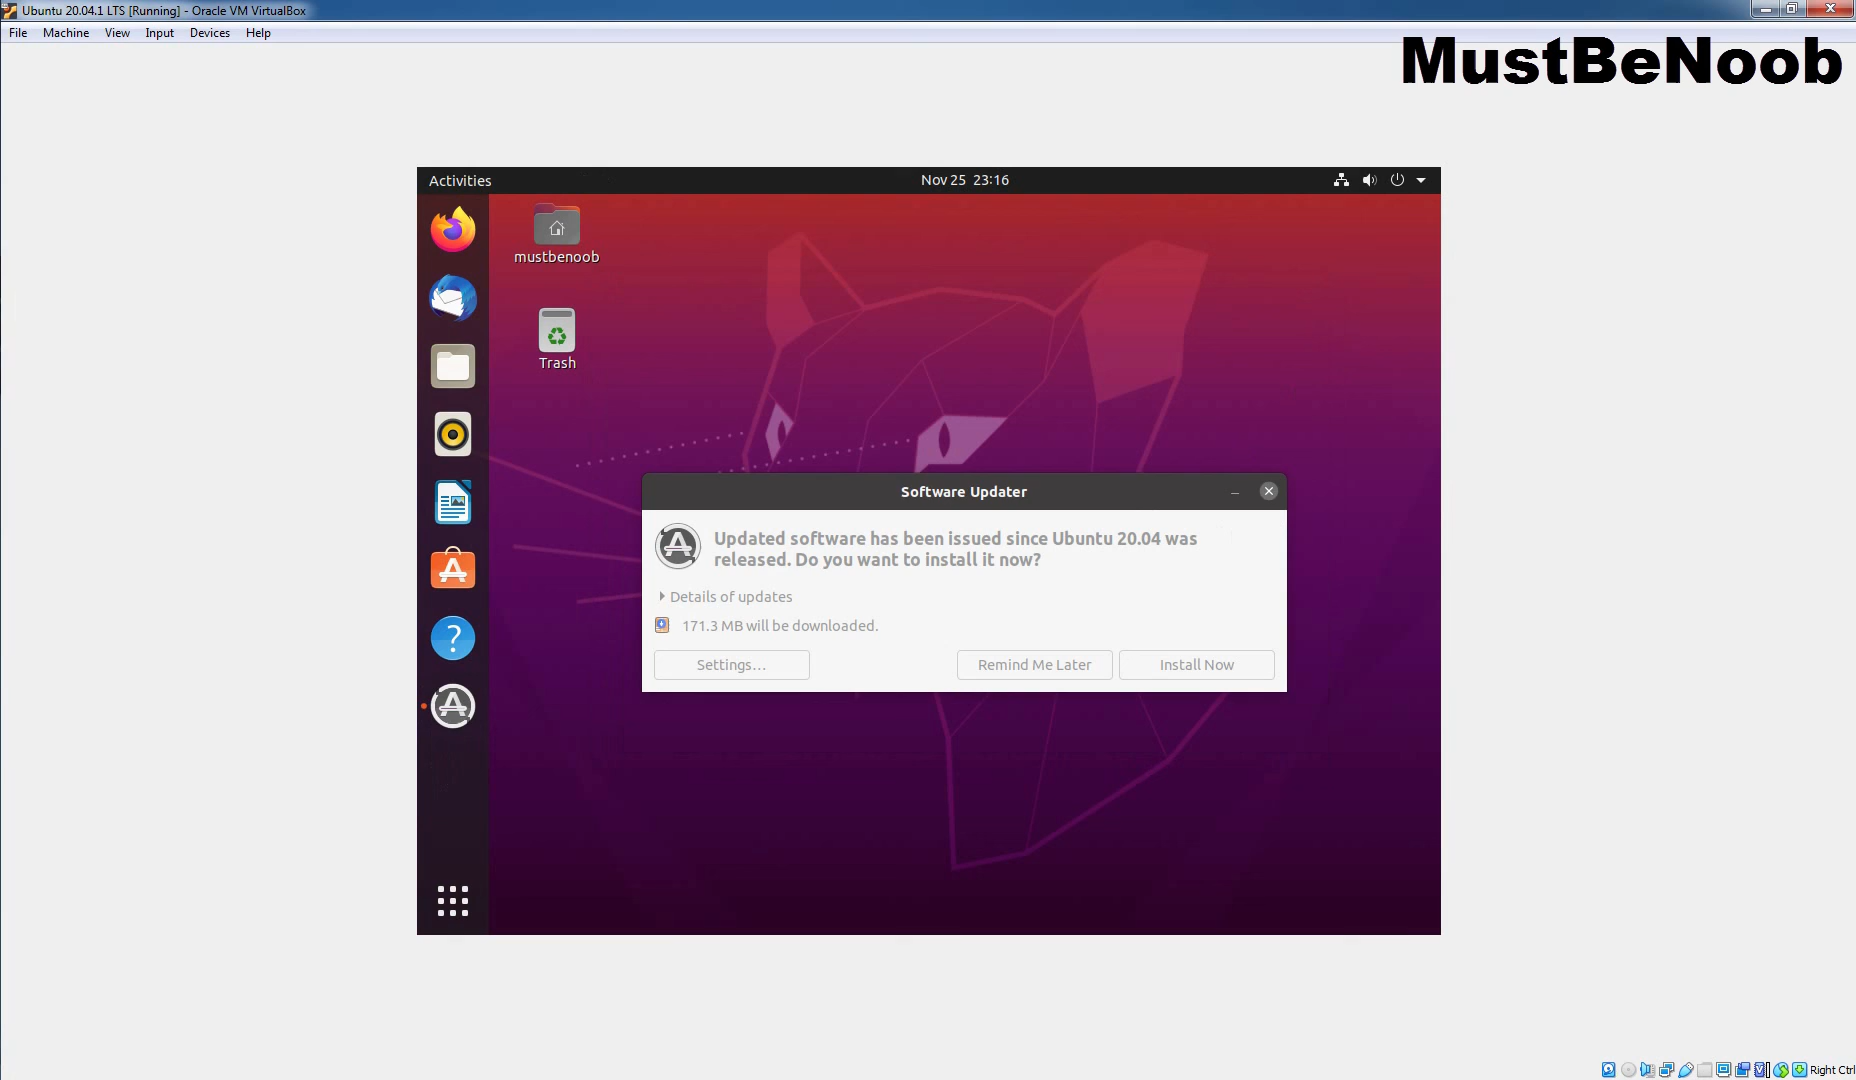 Ubuntu 20.04.1 LTS [Running] - Oracle VM VirtualBox
File Machine View Input Devices Help
MustBeNoob
Activities
Nov 25 23:16
mustbenoob
Trash
Software Updater
Updated software has been issued since Ubuntu 20.04 was
released. Do you want to install it now?
Details of updates
171.3 MB will be downloaded.
Settings…
Remind Me Later
Install Now
Right Ctrl